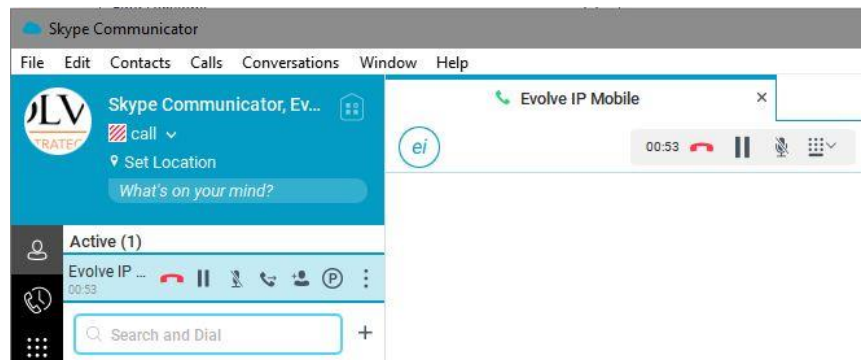 Skype Communicator
File Edit Contacts Calls Conversations Window Help
Skype Communicator, Ev...
call
Set Location
What's on your mind?
Active (1)
Evolve IP ...
00:53
P
Search and Dial
Evolve IP Mobile
ei
00:53